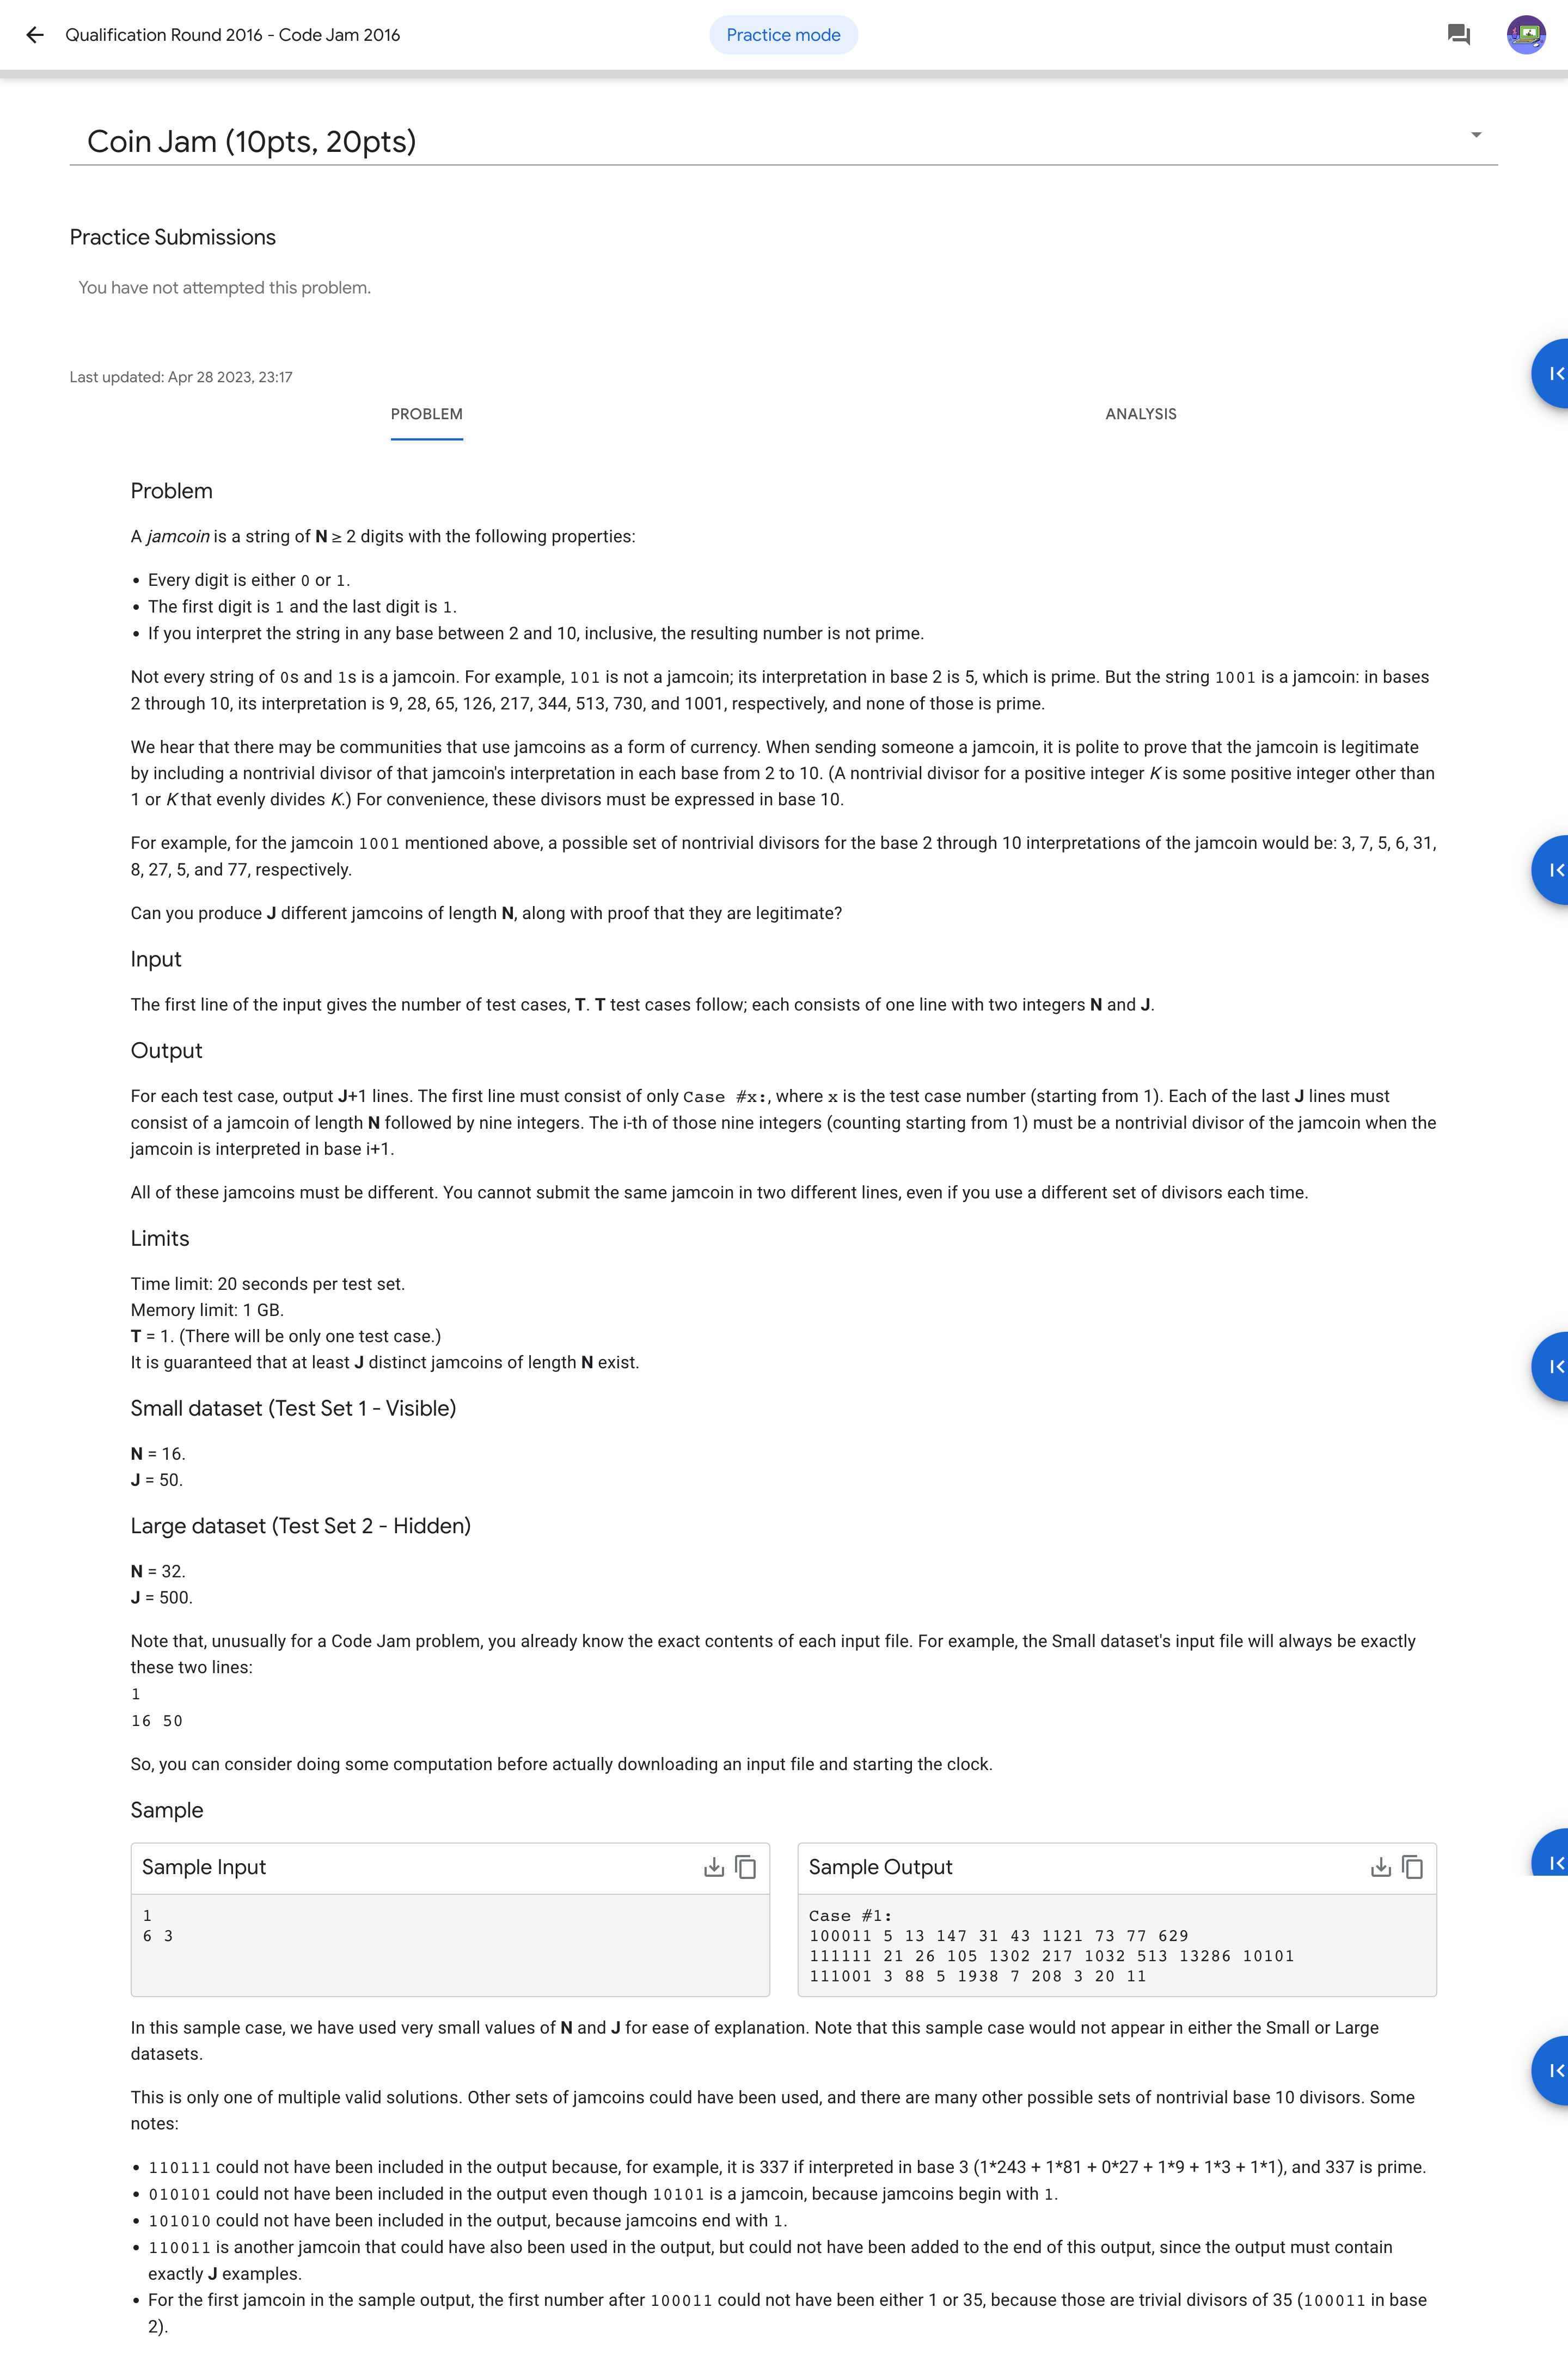 Qualification Round 2016 - Code Jam 2016
Practice mode
Coin Jam (10pts, 20pts)
Practice Submissions
You have not attempted this problem.
Last updated: Apr 28 2023, 23:17
PROBLEM
ANALYSIS
Problem
A jamcoin is a string of N ≥ 2 digits with the following properties:
• Every digit is either 0 or 1.
• The first digit is 1 and the last digit is 1.
• If you interpret the string in any base between 2 and 10, inclusive, the resulting number is not prime.
Not every string of 0s and 1s is a jamcoin. For example, 101 is not a jamcoin; its interpretation in base 2 is 5, which is prime. But the string 1001 is a jamcoin: in bases
2 through 10, its interpretation is 9, 28, 65, 126, 217, 344, 513, 730, and 1001, respectively, and none of those is prime.
We hear that there may be communities that use jamcoins as a form of currency. When sending someone a jamcoin, it is polite to prove that the jamcoin is legitimate
by including a nontrivial divisor of that jamcoin's interpretation in each base from 2 to 10. (A nontrivial divisor for a positive integer K is some positive integer other than
1 or K that evenly divides K.) For convenience, these divisors must be expressed in base 10.
For example, for the jamcoin 1001 mentioned above, a possible set of nontrivial divisors for the base 2 through 10 interpretations of the jamcoin would be: 3, 7, 5, 6, 31,
8, 27, 5, and 77, respectively.
Can you produce J different jamcoins of length N, along with proof that they are legitimate?
Input
The first line of the input gives the number of test cases, T. T test cases follow; each consists of one line with two integers N and J.
Output
For each test case, output J+1 lines. The first line must consist of only Case #x:, where x is the test case number (starting from 1). Each of the last J lines must
consist of a jamcoin of length N followed by nine integers. The i-th of those nine integers (counting starting from 1) must be a nontrivial divisor of the jamcoin when the
jamcoin is interpreted in base i+1.
All of these jamcoins must be different. You cannot submit the same jamcoin in two different lines, even if you use a different set of divisors each time.
Limits
Time limit: 20 seconds per test set.
Memory limit: 1 GB.
T = 1. (There will be only one test case.)
It is guaranteed that at least J distinct jamcoins of length N exist.
Small dataset (Test Set 1 - Visible)
N = 16.
J = 50.
Large dataset (Test Set 2 - Hidden)
N = 32.
J = 500.
Note that, unusually for a Code Jam problem, you already know the exact contents of each input file. For example, the Small dataset's input file will always be exactly
these two lines:
1
16 50
So, you can consider doing some computation before actually downloading an input file and starting the clock.
Sample
Sample Input
1
6 3
Sample Output
Case #1:
100011 5 13 147 31 43 1121 73 77 629
111111 21 26 105 1302 217 1032 513 13286 10101
111001 3 88 5 1938 7 208 3 20 11
In this sample case, we have used very small values of N and J for ease of explanation. Note that this sample case would not appear in either the Small or Large
datasets.
This is only one of multiple valid solutions. Other sets of jamcoins could have been used, and there are many other possible sets of nontrivial base 10 divisors. Some
notes:
• 110111 could not have been included in the output because, for example, it is 337 if interpreted in base 3 (1*243 + 1*81 + 0*27 + 1*9 + 1*3 + 1*1), and 337 is prime.
• 010101 could not have been included in the output even though 10101 is a jamcoin, because jamcoins begin with 1.
• 101010 could not have been included in the output, because jamcoins end with 1.
• 110011 is another jamcoin that could have also been used in the output, but could not have been added to the end of this output, since the output must contain
exactly J examples.
• For the first jamcoin in the sample output, the first number after 100011 could not have been either 1 or 35, because those are trivial divisors of 35 (100011 in base
2).